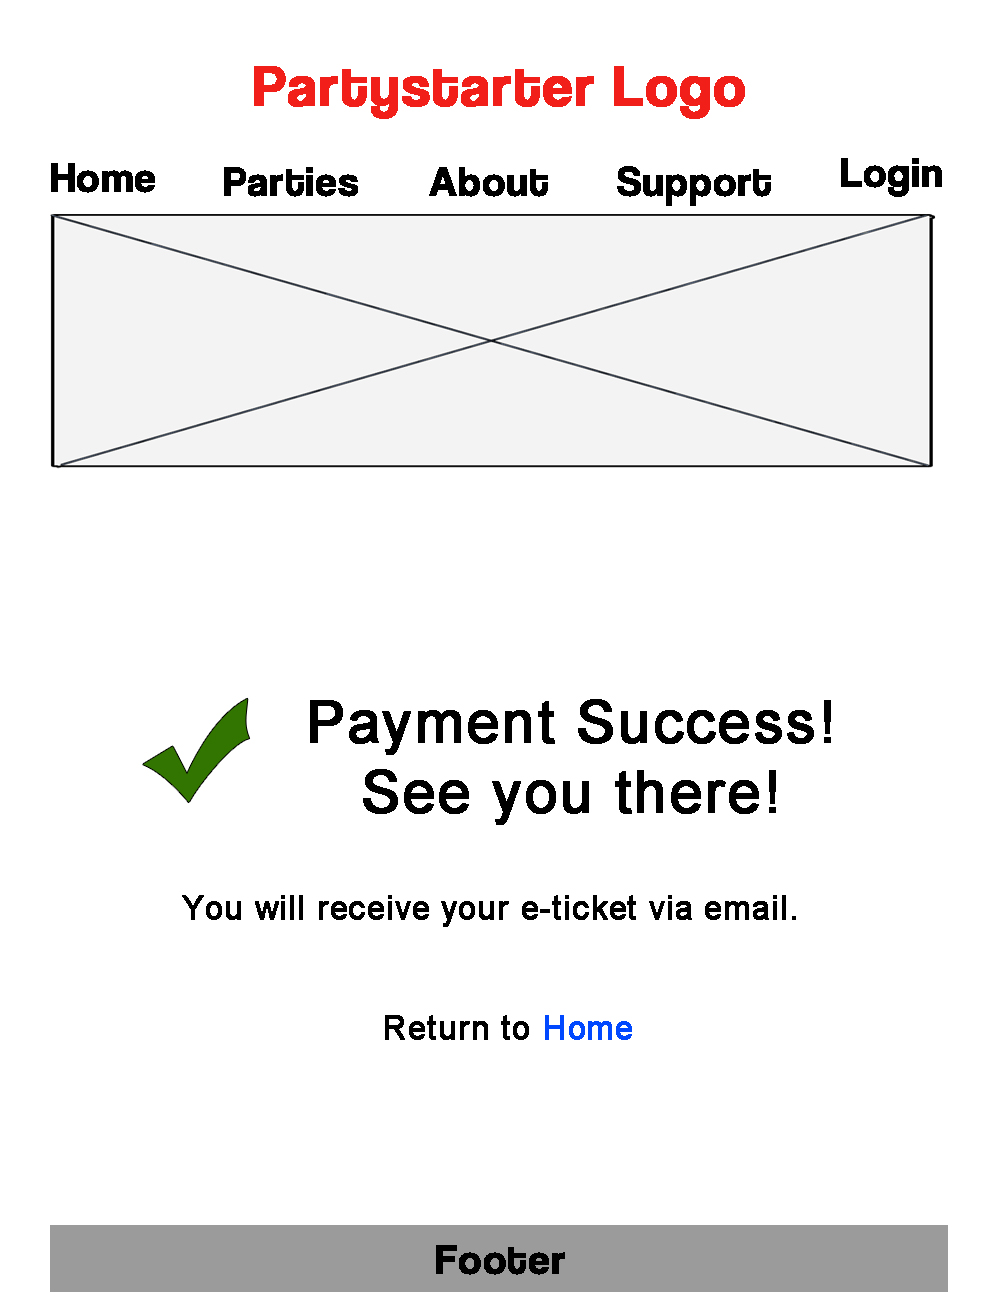 Partystarter Logo
Home Parties About Support Login
Payment Success!
See you there!
You will receive your e-ticket via email.
Return to Home
Footer